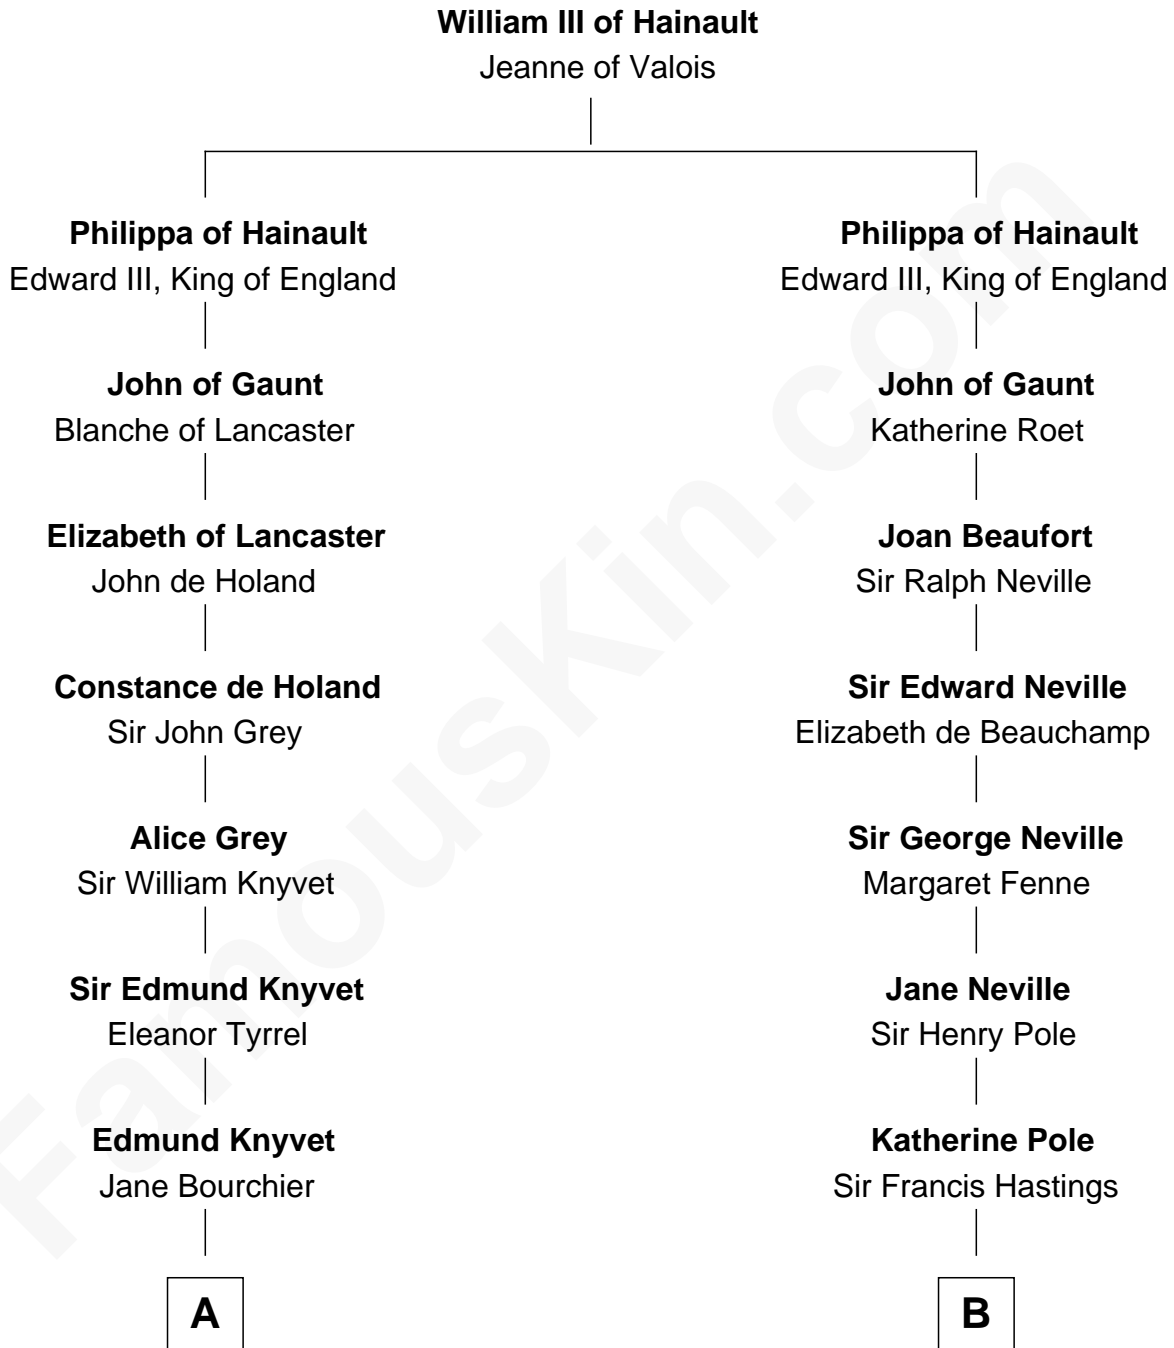 William III of Hainault
Jeanne of Valois
Philippa of Hainault
Edward III, King of England
Philippa of Hainault
Edward III, King of England
John of Gaunt
Blanche of Lancaster
John of Gaunt
Katherine Roet
Elizabeth of Lancaster
John de Holand
Joan Beaufort
Sir Ralph Neville
Constance de Holand
Sir John Grey
Sir Edward Neville
Elizabeth de Beauchamp
Alice Grey
Sir William Knyvet
Sir George Neville
Margaret Fenne
Sir Edmund Knyvet
Eleanor Tyrrel
Jane Neville
Sir Henry Pole
Edmund Knyvet
Jane Bourchier
Katherine Pole
Sir Francis Hastings
A
B
FamousKin.com